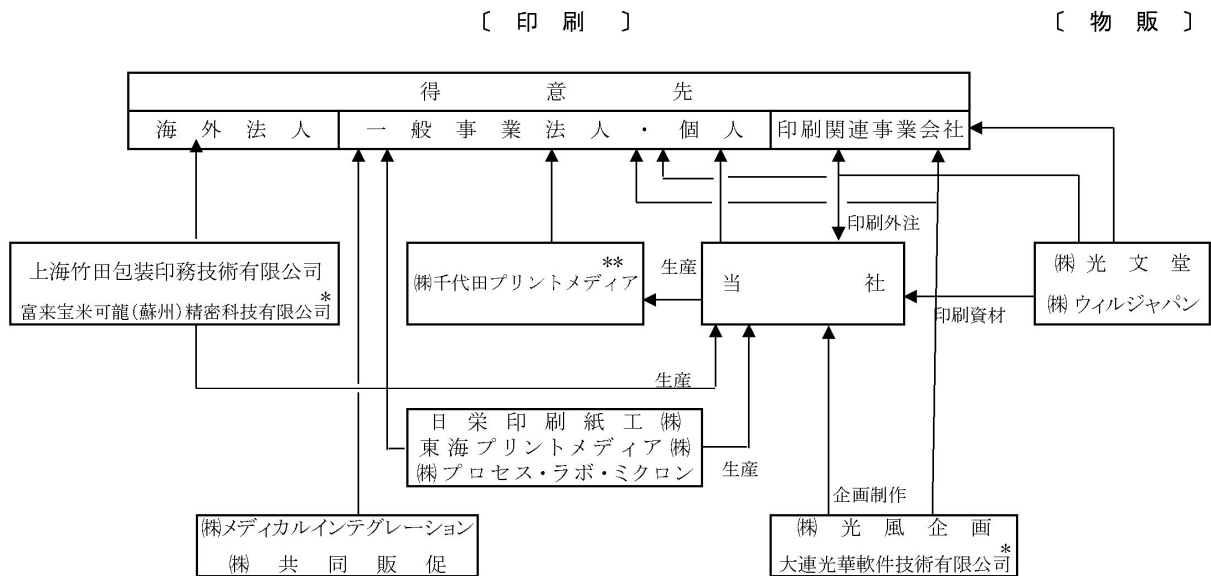 〔 印 刷 〕
〔 物 販 〕
得 意 先
海 外 法 人
一 般 事 業 法 人 ・ 個 人
印刷関連事業会社
印刷外注
上海竹田包装印務技術有限公司
富来宝米可龍(蘇州)精密科技有限公司*
**
㈱千代田プリントメディア
生産
当 社
㈱ 光 文 堂
㈱ ウィルジャパン
印刷資材
生産
日 栄 印 刷 紙 工 ㈱
東 海 プ リ ン ト メ デ ィ ア ㈱
㈱ プ ロ セ ス ・ ラ ボ ・ ミ ク ロ ン
生産
企画制作
㈱メディカルインテグレーション
㈱ 共 同 販 促
㈱ 光 風 企 画
大連光華軟件技術有限公司*